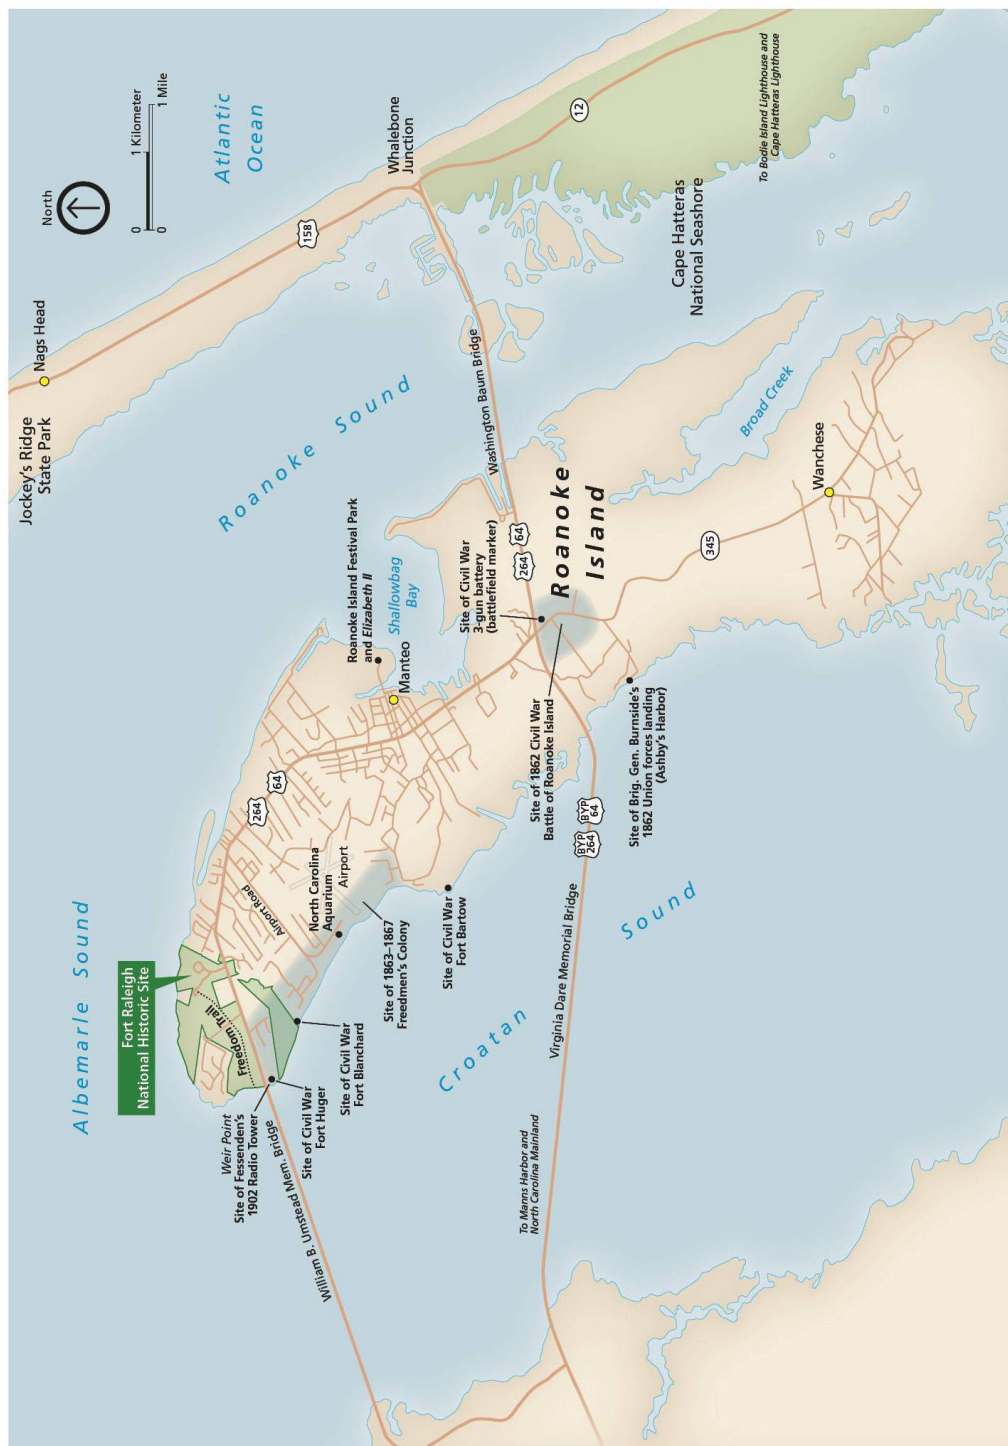 North
0
1 Kilometer
0
1 Mile
Atlantic
Ocean
Jockey's Ridge
State Park
Nags Head
158
Whalebone
Junction
12
To Bodie Island Lighthouse and
Cape Hatteras Lighthouse
Cape Hatteras
National Seashore
Roanoke Sound
Washington Baum Bridge
Broad Creek
Wanchese
345
Roanoke
Island
64
264
Site of Civil War
3-gun battery
(battlefield marker)
Roanoke Island Festival Park
and Elizabeth II
Shallowbag
Bay
Manteo
Site of 1862 Civil War
Battle of Roanoke Island
Site of Brig. Gen. Burnside's
1862 Union forces landing
(Ashby's Harbor)
64
264
BYP
64
BYP
264
Virginia Dare Memorial Bridge
Albemarle Sound
Airport Road
Airport
North Carolina
Aquarium
Site of 1863–1867
Freedmen's Colony
Site of Civil War
Fort Bartow
Croatan Sound
Fort Raleigh
National Historic Site
Freedom Trail
Site of Civil War
Fort Blanchard
Site of Civil War
Fort Huger
Weir Point
Site of Fessenden's
1902 Radio Tower
William B. Umstead Mem. Bridge
To Manns Harbor and
North Carolina Mainland